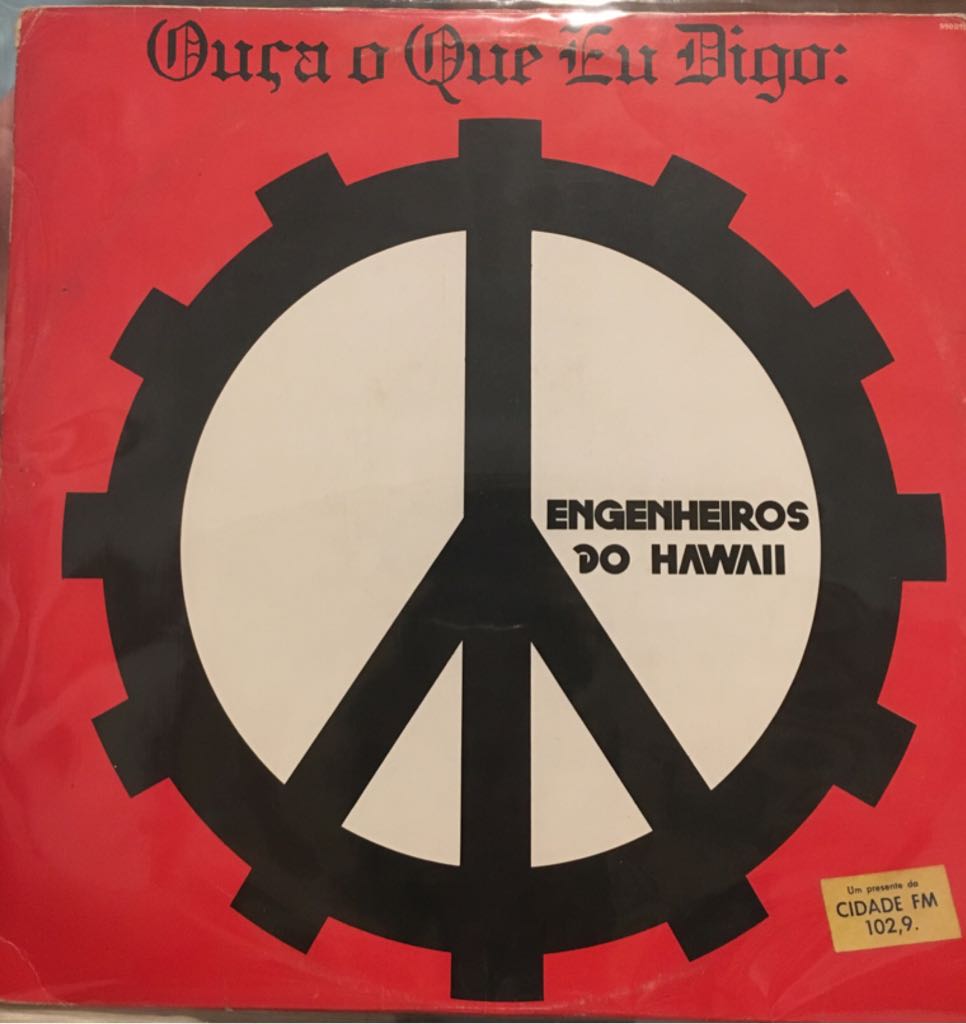 Ouça o Que Eu Digo:
ENGENHEIROS
DO HAWAII
Um presente da
CIDADE FM
102,9.